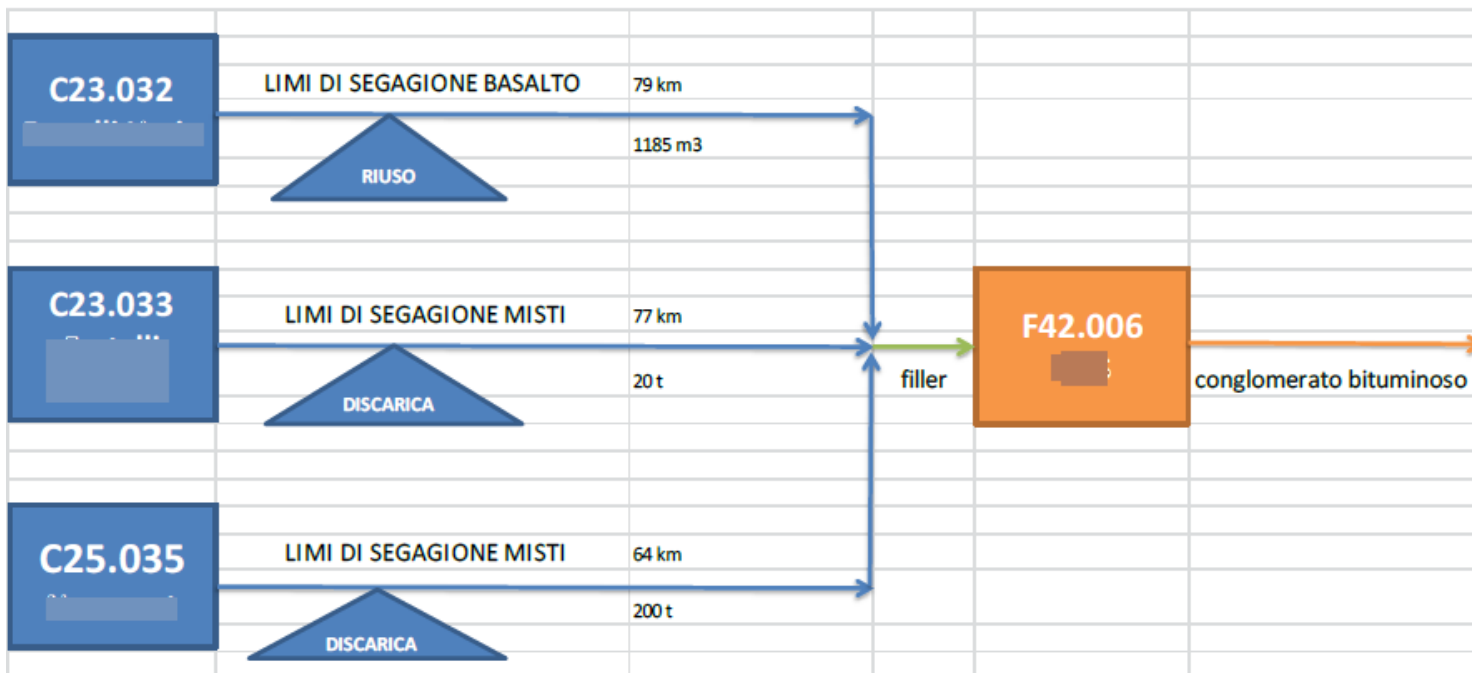 C23.032
LIMI DI SEGAGIONE BASALTO
79 km
1185 m3
RIUSO
C23.033
LIMI DI SEGAGIONE MISTI
77 km
20 t
DISCARICA
F42.006
filler
conglomerato bituminoso
C25.035
LIMI DI SEGAGIONE MISTI
64 km
200 t
DISCARICA